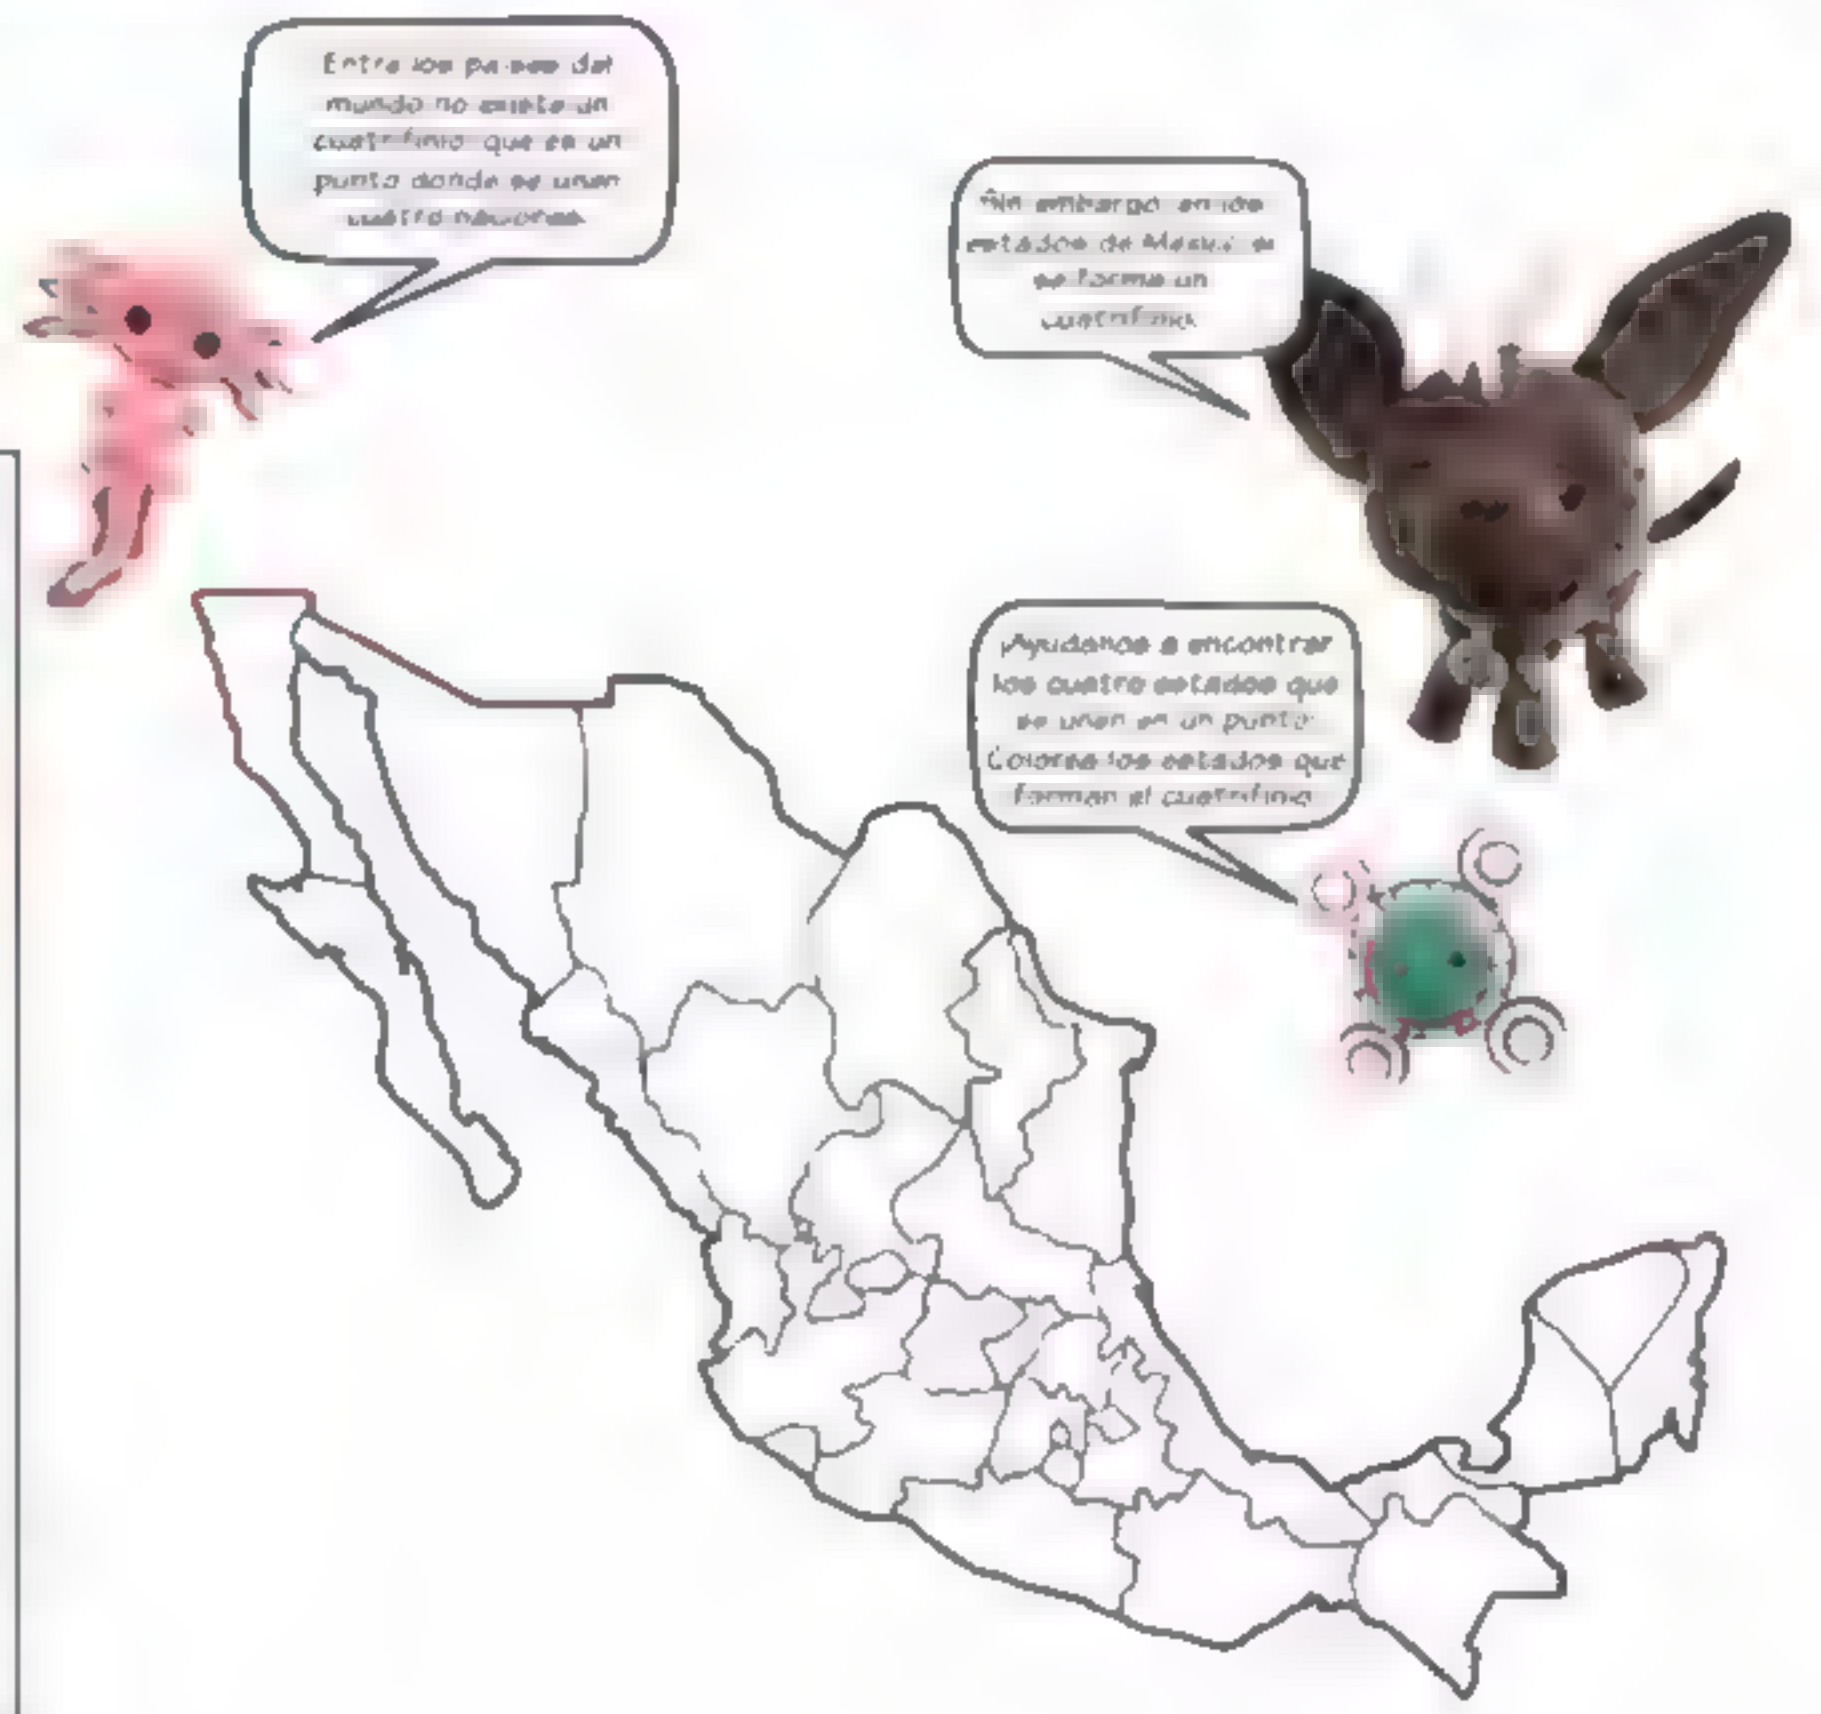 Entre los países del
mundo no existe un
cuatrifinio, que es un
punto donde se unen
cuatro naciones.
Sin embargo, en los
estados de México sí
se forma un
cuatrifinio.
¡Ayúdanos a encontrar
los cuatro estados que
se unen en un punto!
Colorea los estados que
forman el cuatrifinio